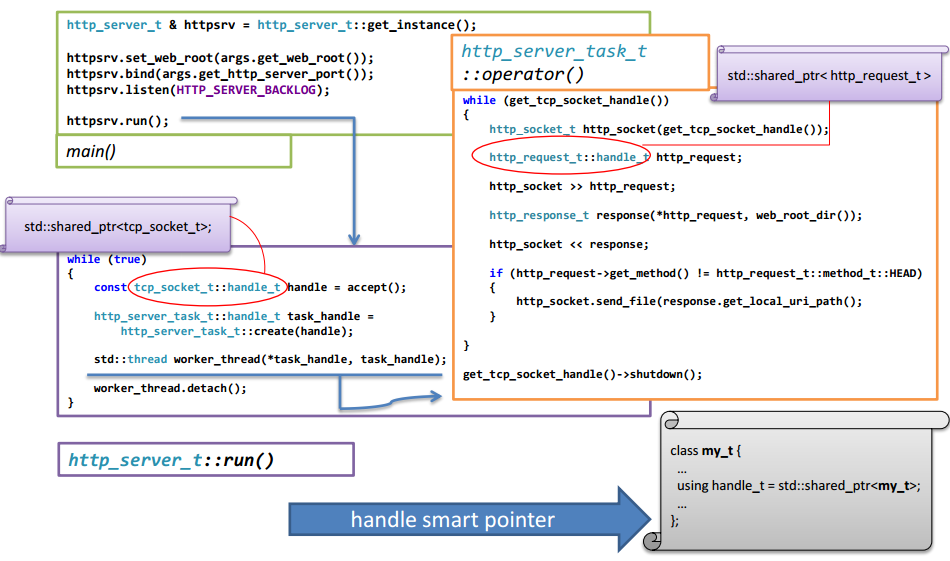 http_server_t & httpsrv = http_server_t::get_instance();
httpsrv.set_web_root(args.get_web_root());
httpsrv.bind(args.get_http_server_port());
httpsrv.listen(HTTP_SERVER_BACKLOG);
httpsrv.run();
main()
http_server_task_t
::operator()
std::shared_ptr< http_request_t >
while (get_tcp_socket_handle())
{
http_socket_t http_socket(get_tcp_socket_handle());
http_request_t::handle_t http_request;
http_socket >> http_request;
http_response_t response(*http_request, web_root_dir());
http_socket << response;
if (http_request->get_method() != http_request_t::method_t::HEAD)
{
http_socket.send_file(response.get_local_uri_path();
}
}
get_tcp_socket_handle()->shutdown();
std::shared_ptr<tcp_socket_t>;
while (true)
{
const tcp_socket_t::handle_t handle = accept();
http_server_task_t::handle_t task_handle =
http_server_task_t::create(handle);
std::thread worker_thread(*task_handle, task_handle);
worker_thread.detach();
}
http_server_t::run()
handle smart pointer
class my_t {
...
using handle_t = std::shared_ptr<my_t>;
...
};